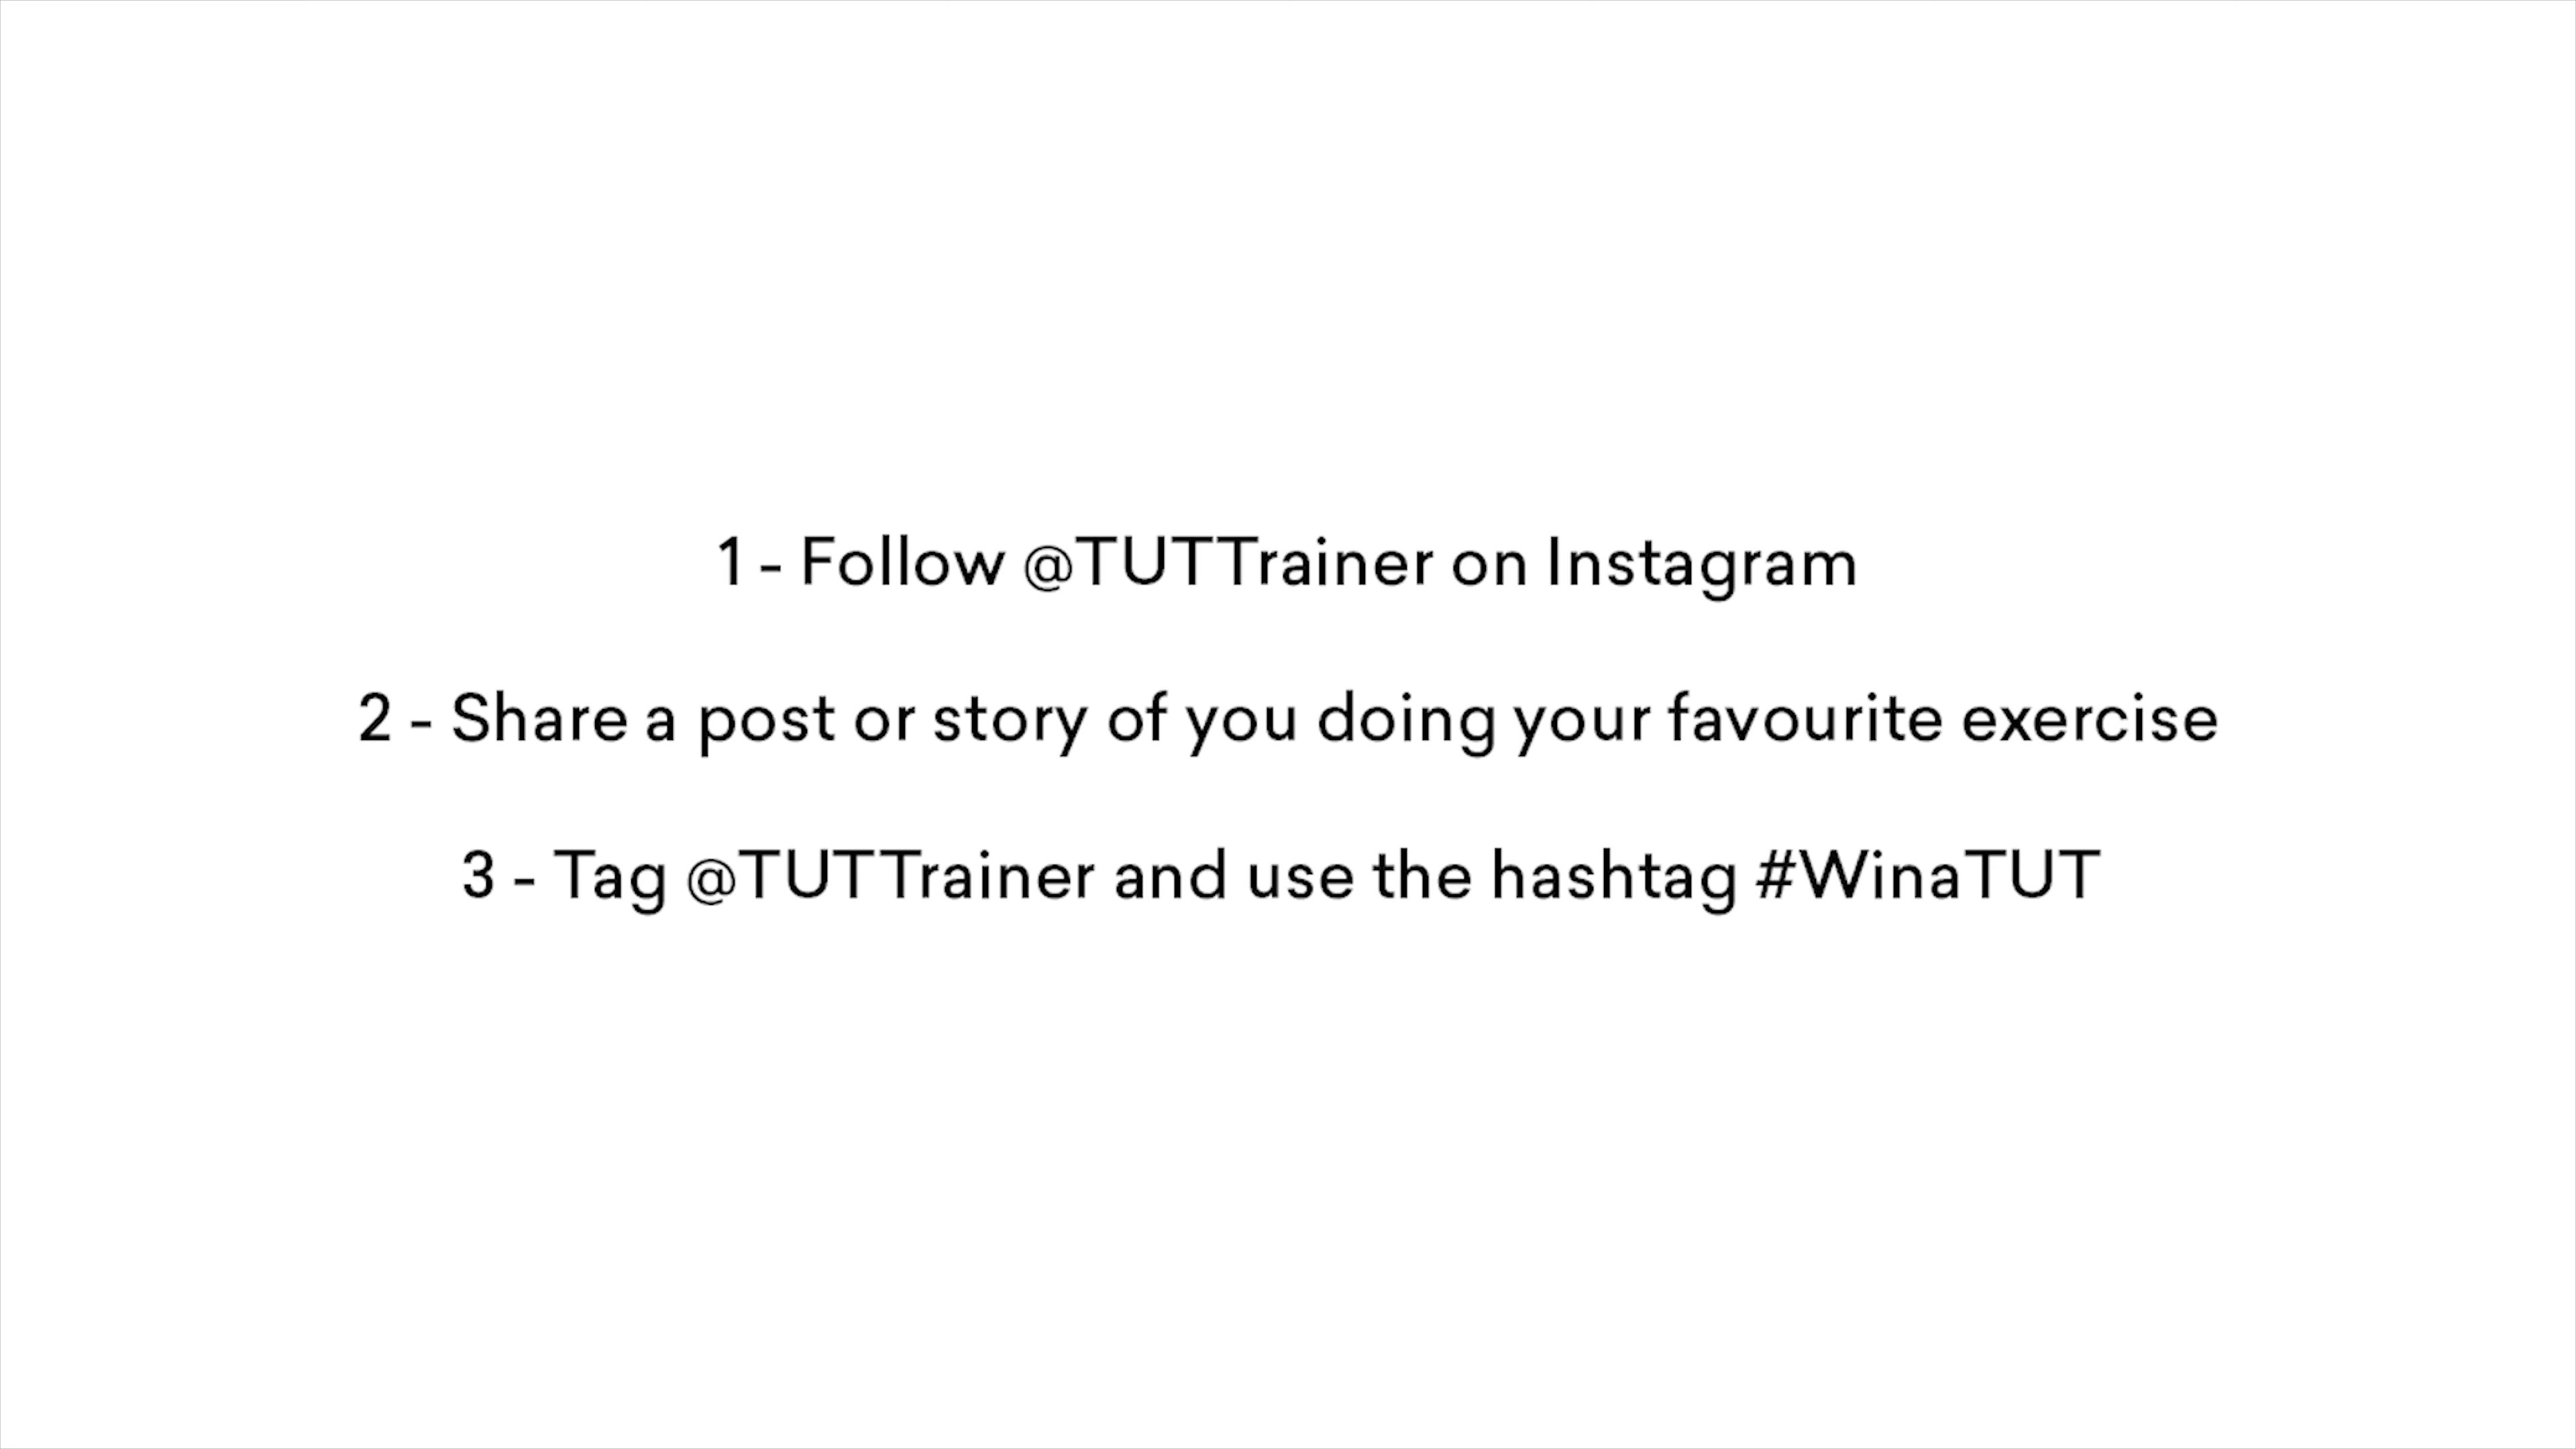 1 - Follow @TUTTrainer on Instagram
2 - Share a post or story of you doing your favourite exercise
3 - Tag @TUTTrainer and use the hashtag #WinaTUT